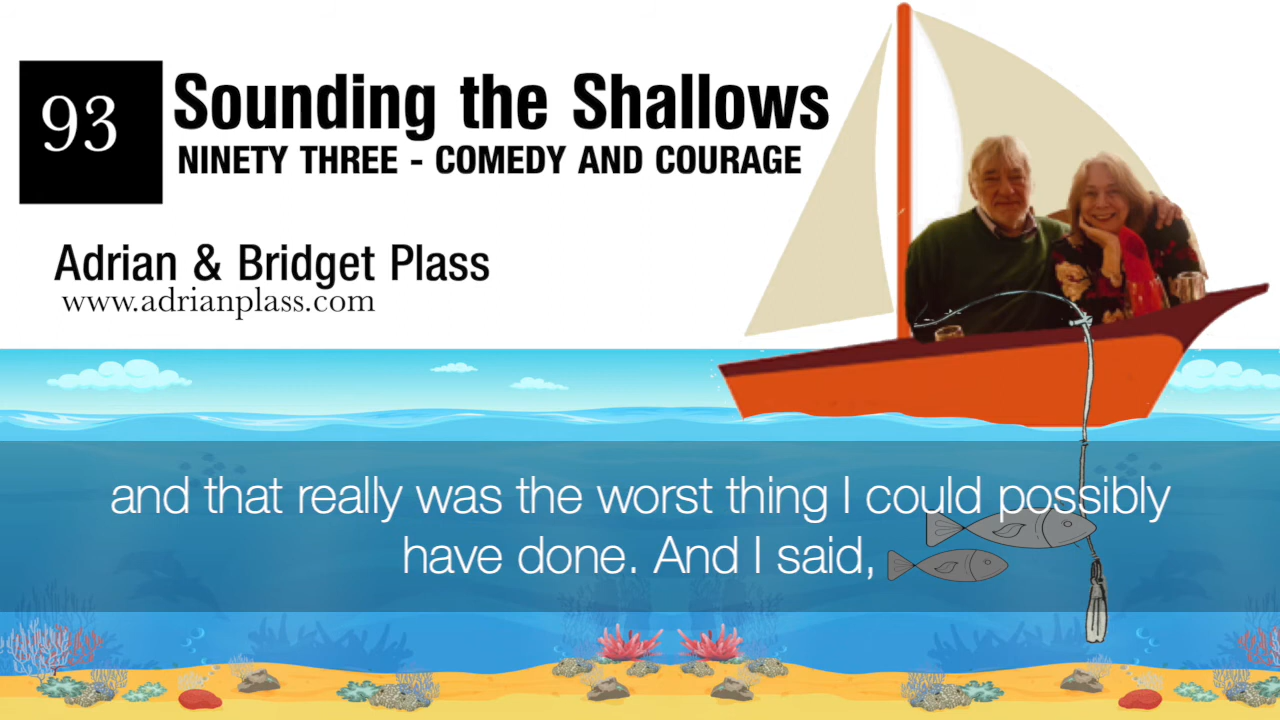 93
Sounding the Shallows
NINETY THREE - COMEDY AND COURAGE
Adrian & Bridget Plass
www.adrianplass.com
and that really was the worst thing I could possibly
have done. And I said,